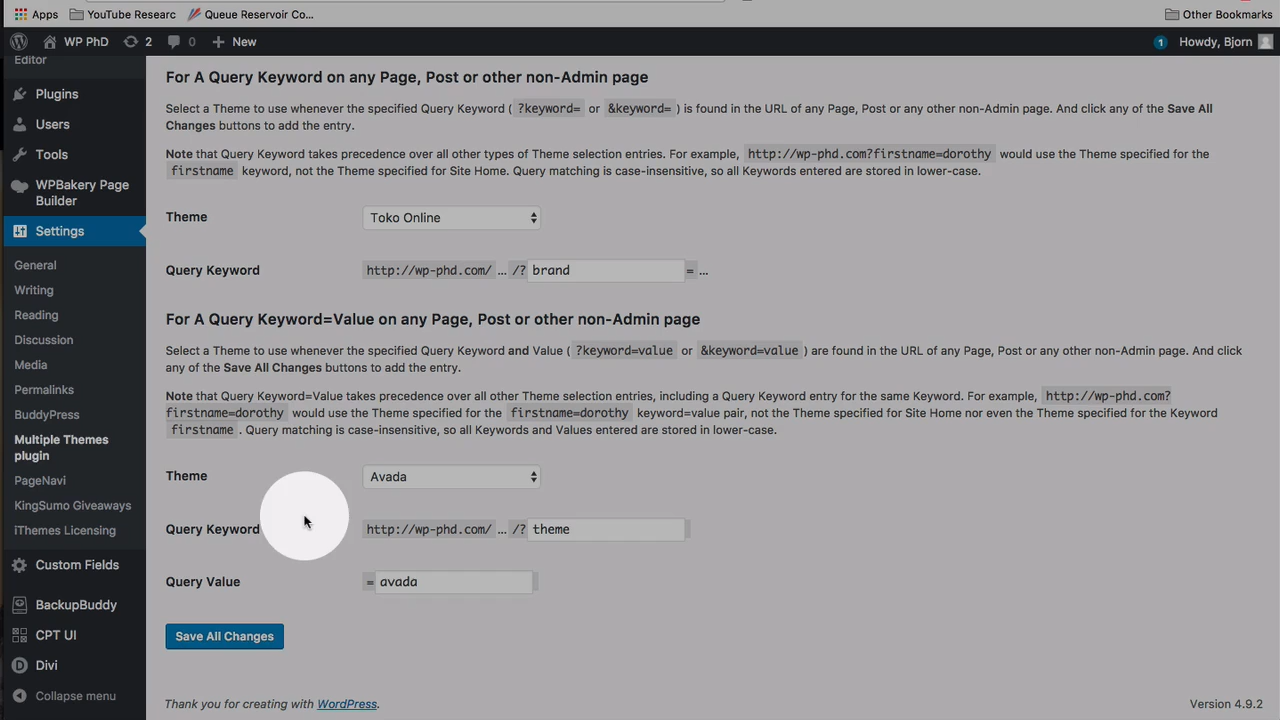 Apps YouTube Researc Queue Reservoir Co... Other Bookmarks
WP PhD 2 0 New 1 Howdy, Bjorn
Editor
Plugins
Users
Tools
WPBakery Page
Builder
Settings
General
Writing
Reading
Discussion
Media
Permalinks
BuddyPress
Multiple Themes
plugin
PageNavi
KingSumo Giveaways
iThemes Licensing
Custom Fields
BackupBuddy
CPT UI
Divi
Collapse menu
For A Query Keyword on any Page, Post or other non-Admin page
Select a Theme to use whenever the specified Query Keyword ( ?keyword= or &keyword= ) is found in the URL of any Page, Post or any other non-Admin page. And click any of the Save All
Changes buttons to add the entry.
Note that Query Keyword takes precedence over all other types of Theme selection entries. For example, http://wp-phd.com?firstname=dorothy would use the Theme specified for the
firstname keyword, not the Theme specified for Site Home. Query matching is case-insensitive, so all Keywords entered are stored in lower-case.
Theme Toko Online
Query Keyword http://wp-phd.com/ ... /? brand = ...
For A Query Keyword=Value on any Page, Post or other non-Admin page
Select a Theme to use whenever the specified Query Keyword and Value ( ?keyword=value or &keyword=value ) are found in the URL of any Page, Post or any other non-Admin page. And click
any of the Save All Changes buttons to add the entry.
Note that Query Keyword=Value takes precedence over all other Theme selection entries, including a Query Keyword entry for the same Keyword. For example, http://wp-phd.com?
firstname=dorothy would use the Theme specified for the firstname=dorothy keyword=value pair, not the Theme specified for Site Home nor even the Theme specified for the Keyword
firstname . Query matching is case-insensitive, so all Keywords and Values entered are stored in lower-case.
Theme Avada
Query Keyword http://wp-phd.com/ ... /? theme
Query Value = avada
Save All Changes
Thank you for creating with WordPress. Version 4.9.2